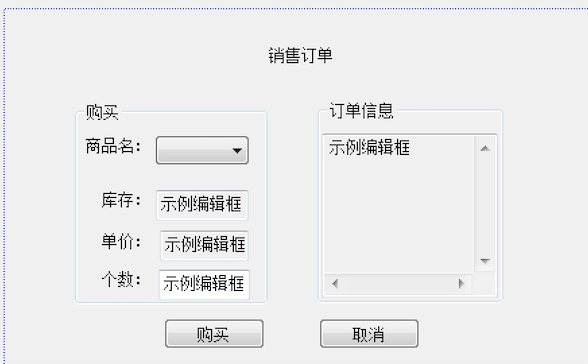 销售订单
购买
商品名：
库存： 示例编辑框
单价： 示例编辑框
个数： 示例编辑框
订单信息
示例编辑框
购买
取消